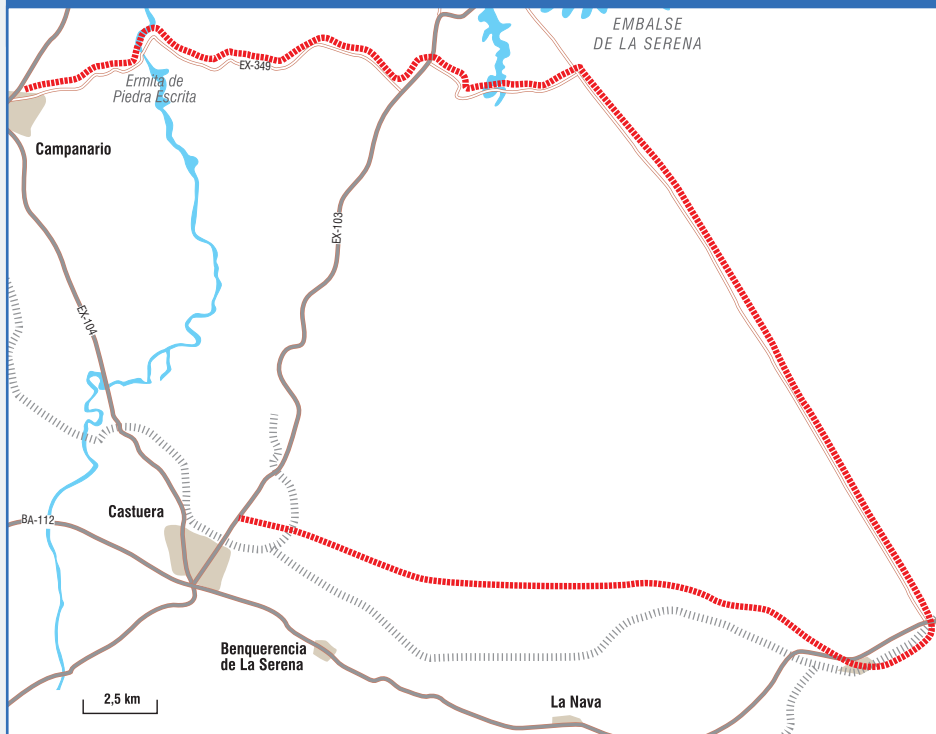 EMBALSE
DE LA SERENA
EX-349
Ermita de
Piedra Escrita
Campanario
EX-103
EX-104
Castuera
BA-112
Benquerencia
de La Serena
2,5 km
La Nava